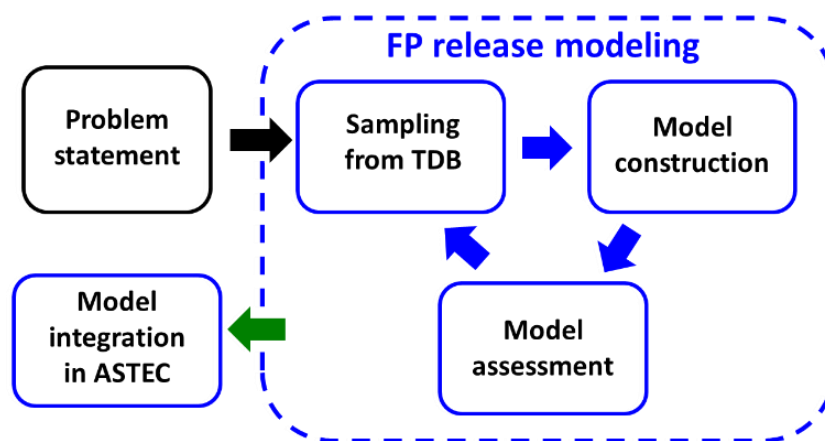 FP release modeling
Problem
statement
Sampling
from TDB
Model
construction
Model
assessment
Model
integration
in ASTEC